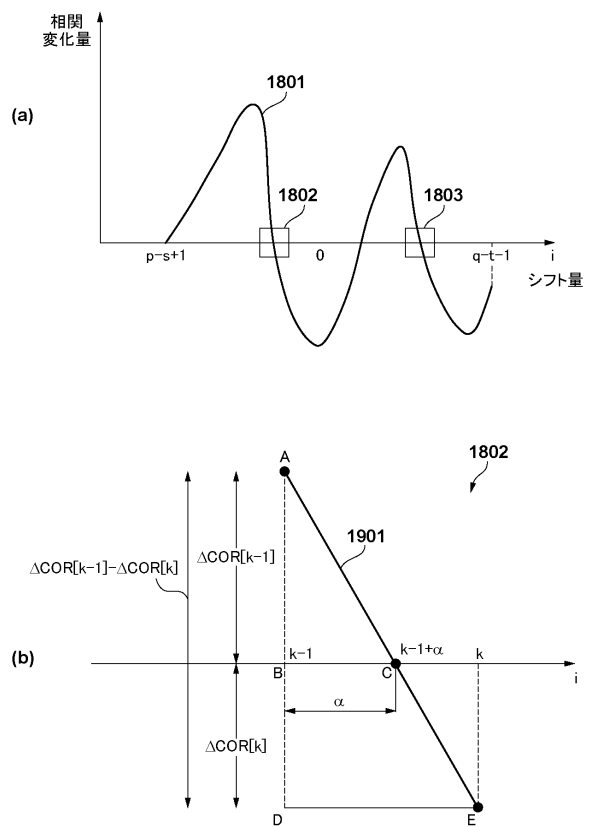 相関
変化量
(a)
1801
1802
1803
p-s+1
0
q-t-1
i
シフト量
A
1802
1901
ΔCOR[k-1]-ΔCOR[k]
ΔCOR[k-1]
(b)
k-1
k-1+α
k
B
C
i
α
ΔCOR[k]
D
E